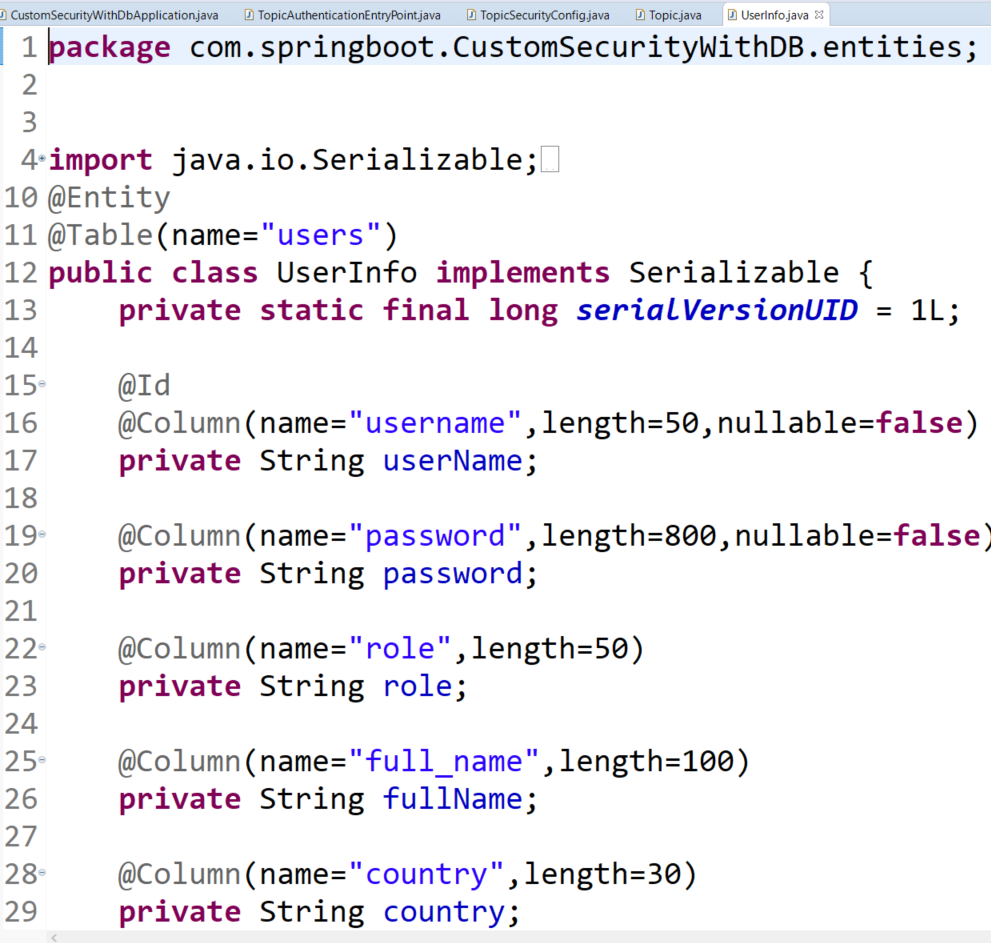 CustomSecurityWithDbApplication.java TopicAuthenticationEntryPoint.java TopicSecurityConfig.java Topic.java UserInfo.java
1 package com.springboot.CustomSecurityWithDB.entities;
2
3
4 import java.io.Serializable;
10 @Entity
11 @Table(name="users")
12 public class UserInfo implements Serializable {
13     private static final long serialVersionUID = 1L;
14
15     @Id
16     @Column(name="username",length=50,nullable=false)
17     private String userName;
18
19     @Column(name="password",length=800,nullable=false)
20     private String password;
21
22     @Column(name="role",length=50)
23     private String role;
24
25     @Column(name="full_name",length=100)
26     private String fullName;
27
28     @Column(name="country",length=30)
29     private String country;